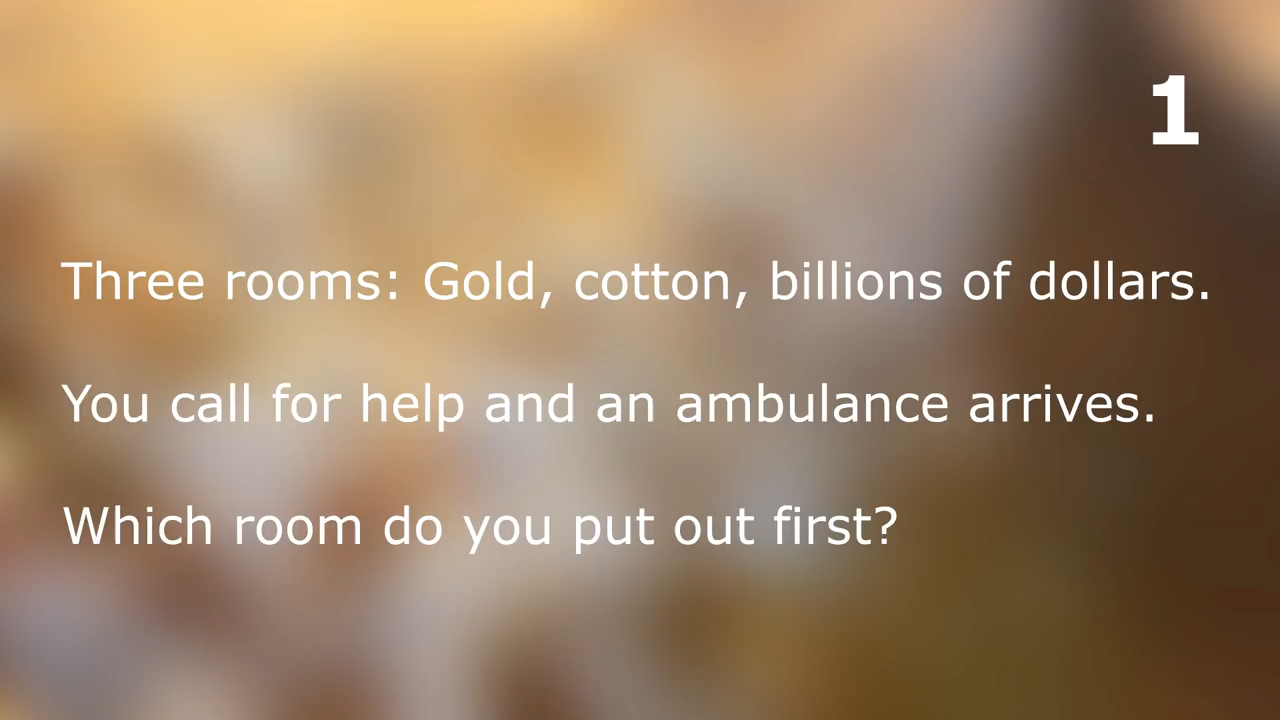 1
Three rooms: Gold, cotton, billions of dollars.
You call for help and an ambulance arrives.
Which room do you put out first?